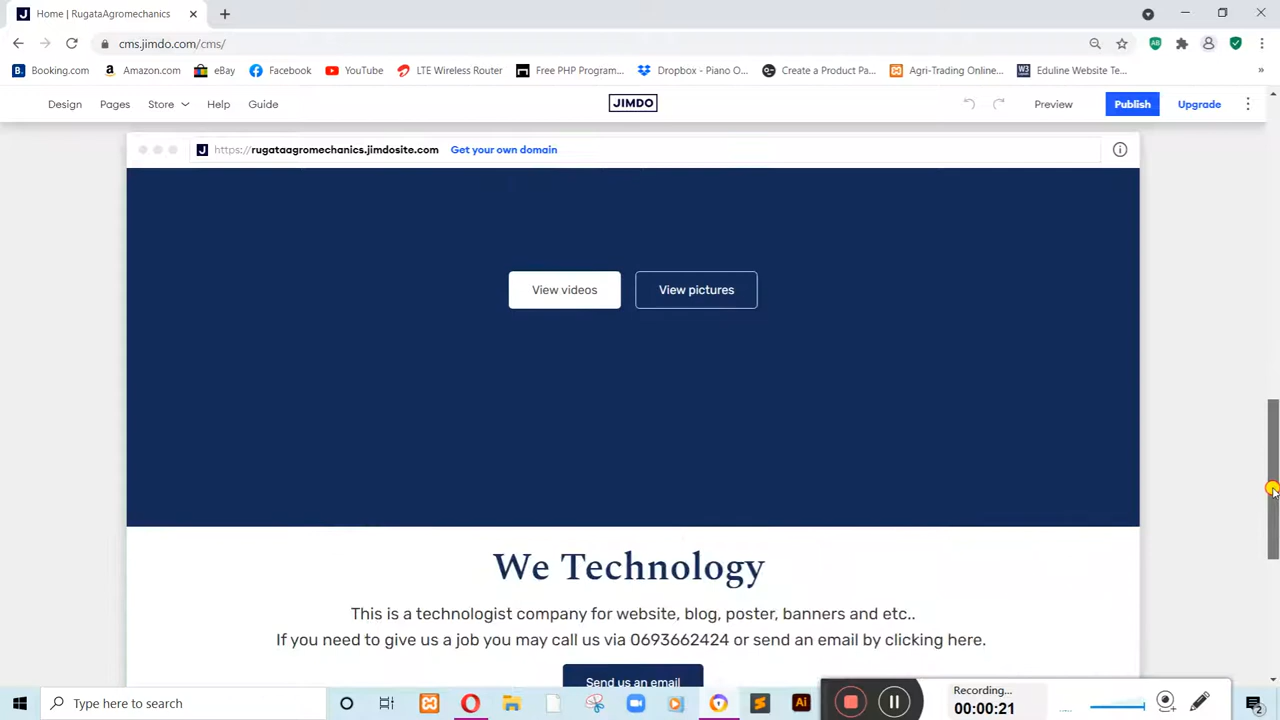 Home | RugataAgromechanics
cms.jimdo.com/cms/
Booking.com
Amazon.com
eBay
Facebook
YouTube
LTE Wireless Router
Free PHP Program...
Dropbox - Piano O...
Create a Product Pa...
Agri-Trading Online...
Eduline Website Te...
Design
Pages
Store
Help
Guide
JIMDO
Preview
Publish
Upgrade
https://rugataagromechanics.jimdosite.com
Get your own domain
View videos
View pictures
We Technology
This is a technologist company for website, blog, poster, banners and etc..
If you need to give us a job you may call us via 0693662424 or send an email by clicking here.
Send us an email
Type here to search
Recording...
00:00:21